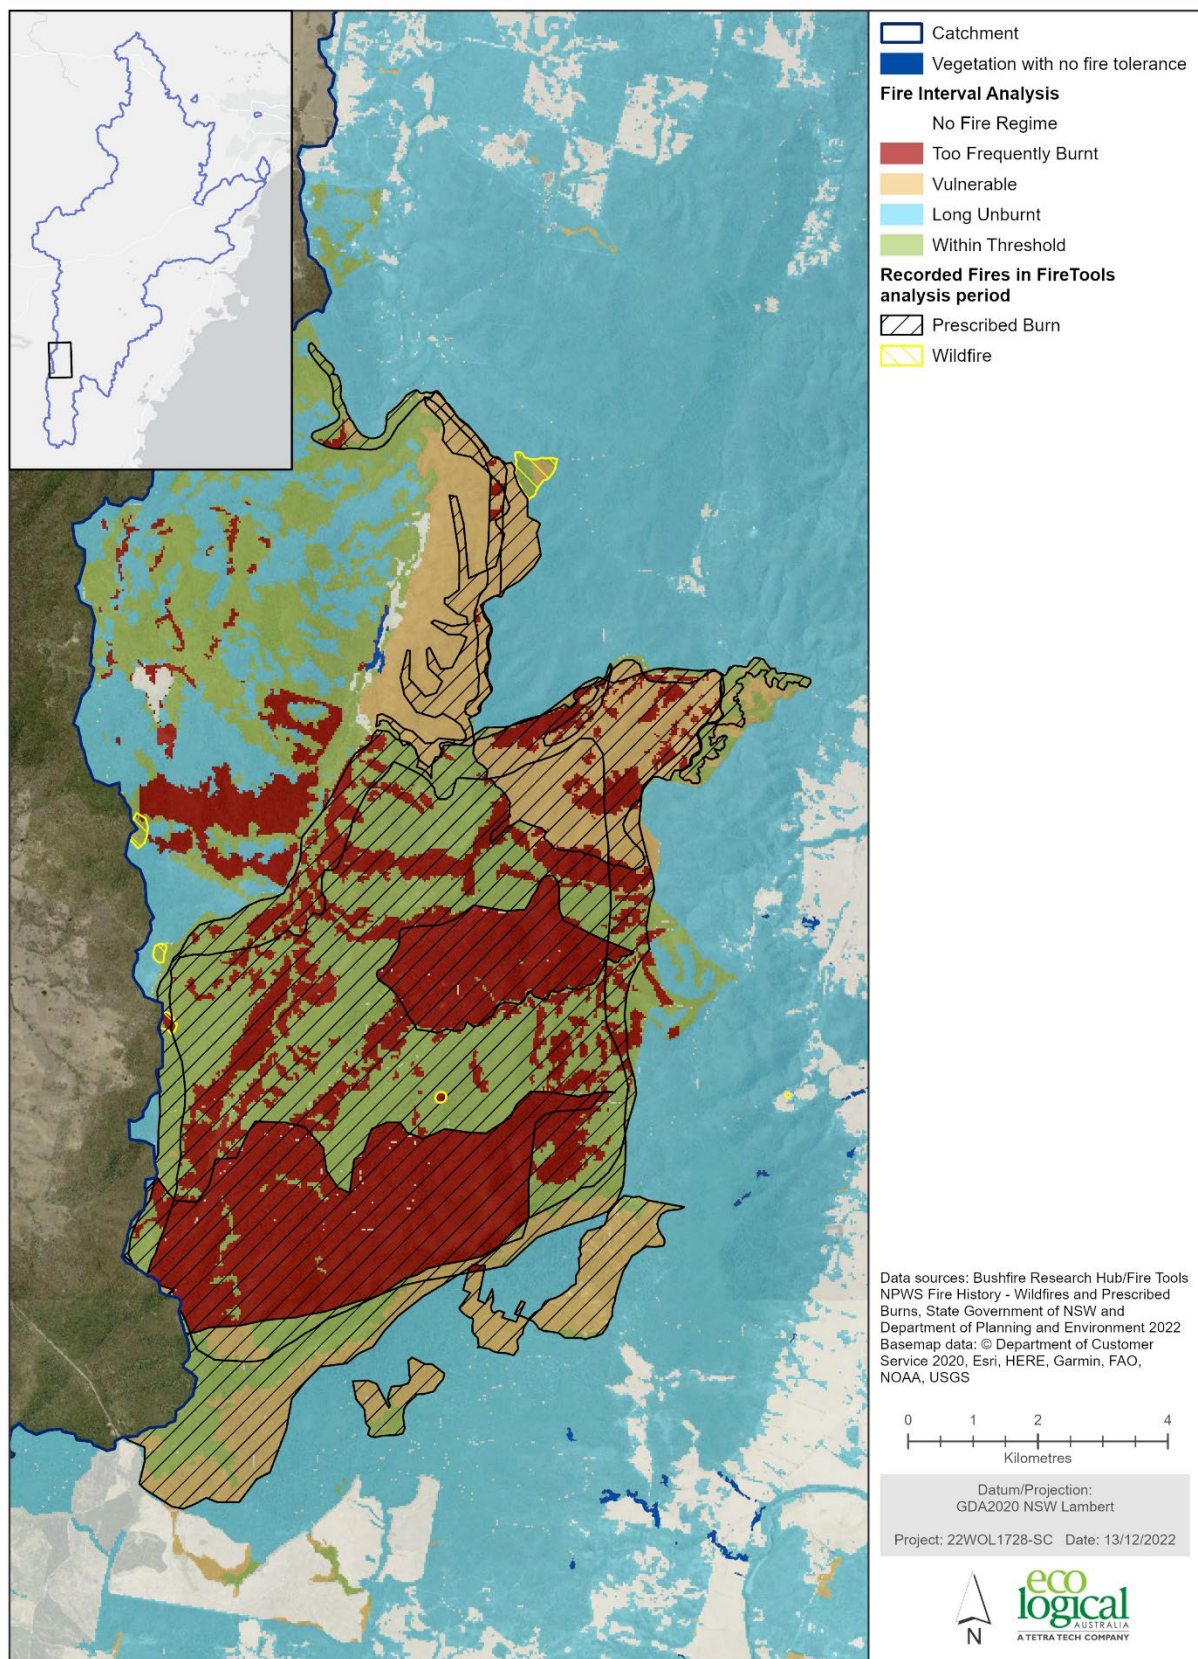 Catchment
Vegetation with no fire tolerance
Fire Interval Analysis
No Fire Regime
Too Frequently Burnt
Vulnerable
Long Unburnt
Within Threshold
Recorded Fires in FireTools
analysis period
Prescribed Burn
Wildfire
Data sources: Bushfire Research Hub/Fire Tools
NPWS Fire History - Wildfires and Prescribed
Burns, State Government of NSW and
Department of Planning and Environment 2022
Basemap data: © Department of Customer
Service 2020, Esri, HERE, Garmin, FAO,
NOAA, USGS
0 1 2 4
Kilometres
Datum/Projection:
GDA2020 NSW Lambert
Project: 22WOL1728-SC Date: 13/12/2022
N
eco
logical
AUSTRALIA
A TETRA TECH COMPANY